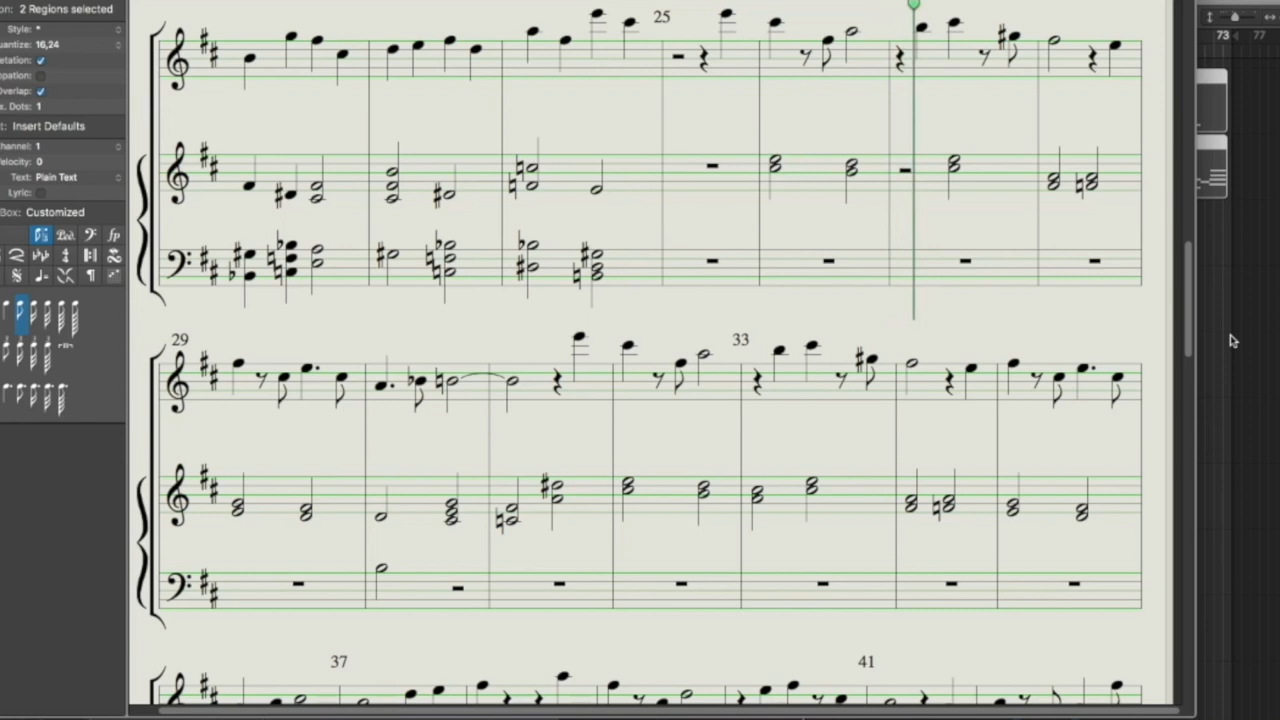 on: 2 Regions selected
Style: *
uantize: 16,24
etation:
opation:
Overlap:
x. Dots: 1
t: Insert Defaults
hannel: 1
elocity: 0
Text: Plain Text
Lyric:
Box: Customized
25
73 77
29
33
37
41